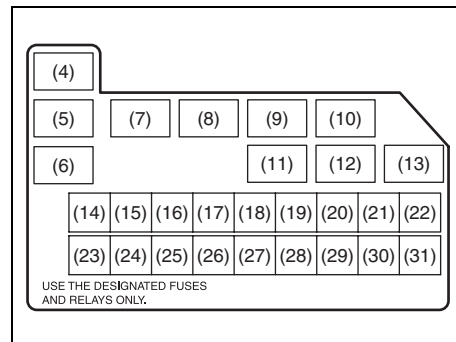 (4)
(5) (7) (8) (9) (10)
(6) (11) (12) (13)
(14) (15) (16) (17) (18) (19) (20) (21) (22)
(23) (24) (25) (26) (27) (28) (29) (30) (31)
USE THE DESIGNATED FUSES
AND RELAYS ONLY.